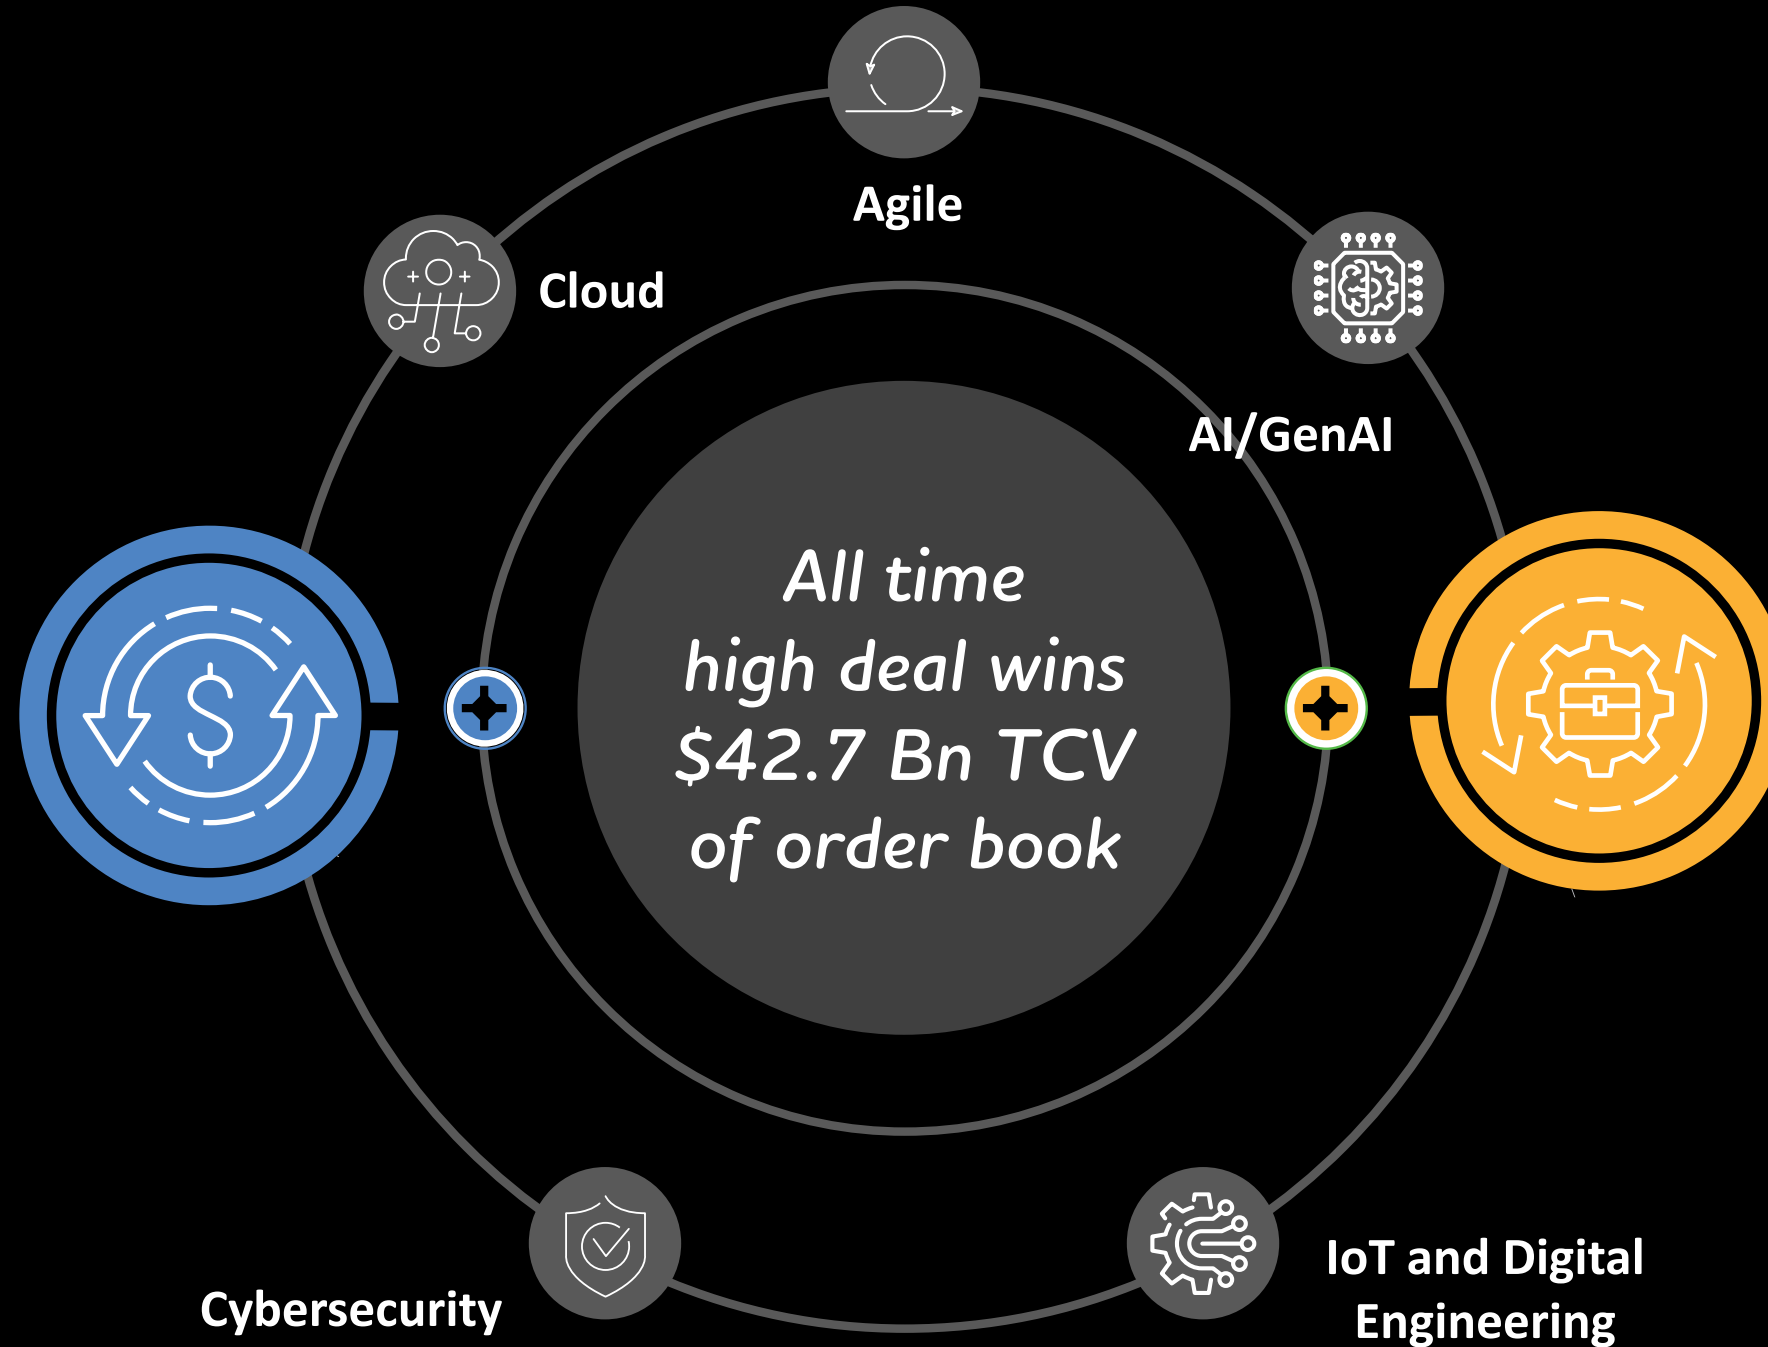 Agile
Cloud
AI/GenAI
All time
high deal wins
$42.7 Bn TCV
of order book
Cybersecurity
IoT and Digital
Engineering